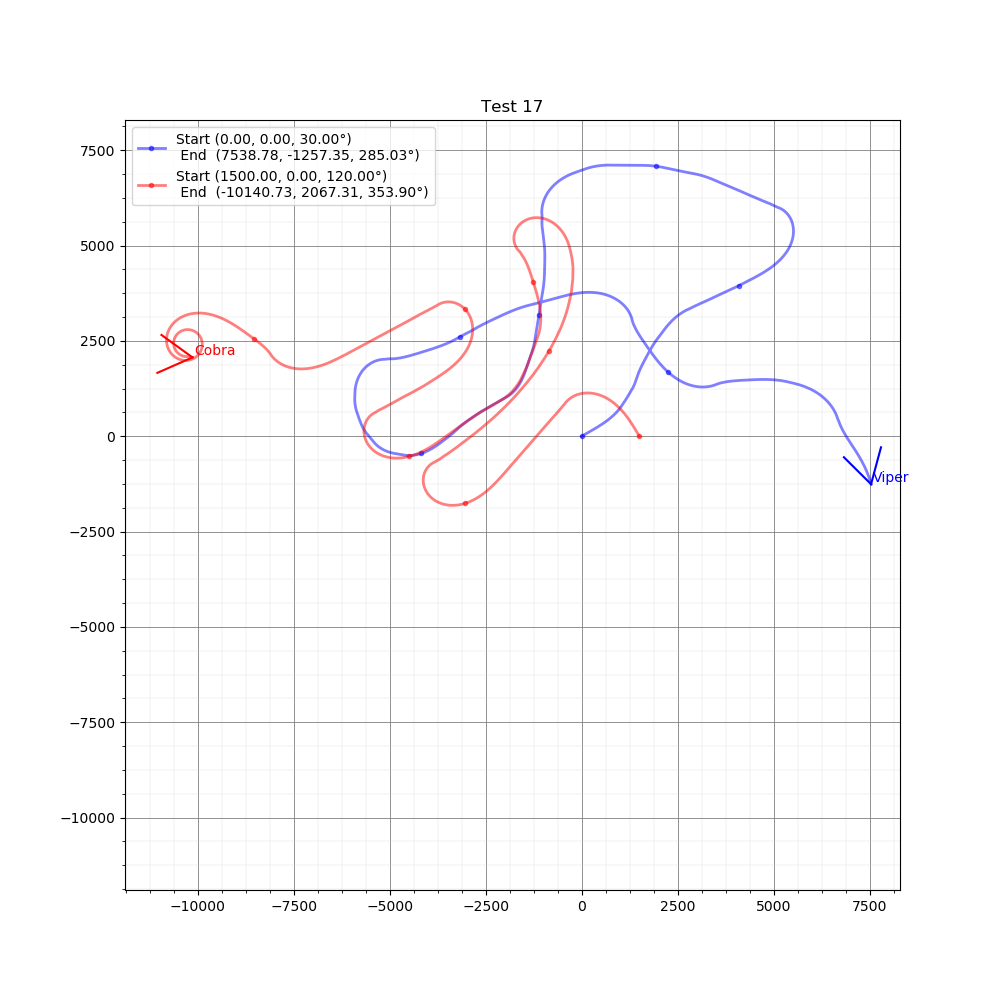 Test 17
Start (0.00, 0.00, 30.00°)
End  (7538.78, -1257.35, 285.03°)
Start (1500.00, 0.00, 120.00°)
End  (-10140.73, 2067.31, 353.90°)
7500
5000
2500
0
−2500
−5000
−7500
−10000
Cobra
Viper
−10000 −7500 −5000 −2500 0 2500 5000 7500